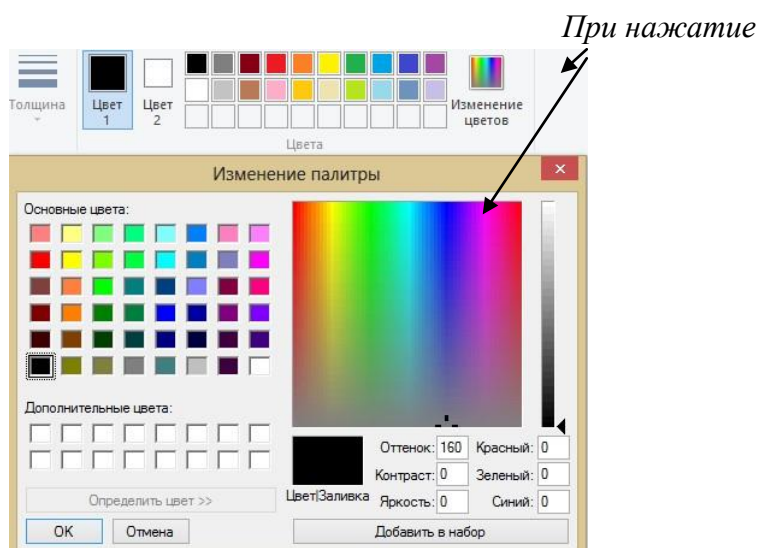 При нажатие
Толщина
Цвет 1
Цвет 2
Изменение цветов
Цвета
Изменение палитры
Основные цвета:
Дополнительные цвета:
Оттенок: 160 Красный: 0
Контраст: 0 Зеленый: 0
Цвет|Заливка Яркость: 0 Синий: 0
Определить цвет >>
ОК Отмена Добавить в набор